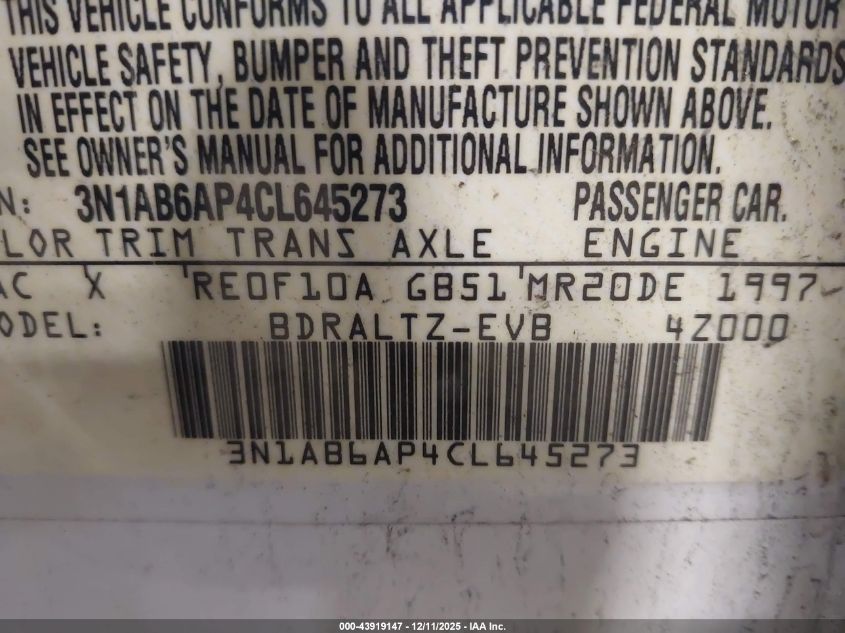 THIS VEHICLE CONFORMS TO ALL APPLICABLE FEDERAL MOTOR
VEHICLE SAFETY, BUMPER AND THEFT PREVENTION STANDARDS
IN EFFECT ON THE DATE OF MANUFACTURE SHOWN ABOVE.
SEE OWNER'S MANUAL FOR ADDITIONAL INFORMATION.
N: 3N1AB6AP4CL645273 PASSENGER CAR.
LOR TRIM TRANS AXLE ENGINE
AC X 'RE0F10A GB51'MR20DE 1997-
ODEL: BDRALTZ-EVB 4Z000
3N1AB6AP4CL645273
000-43919147 - 12/11/2025 - IAA Inc.